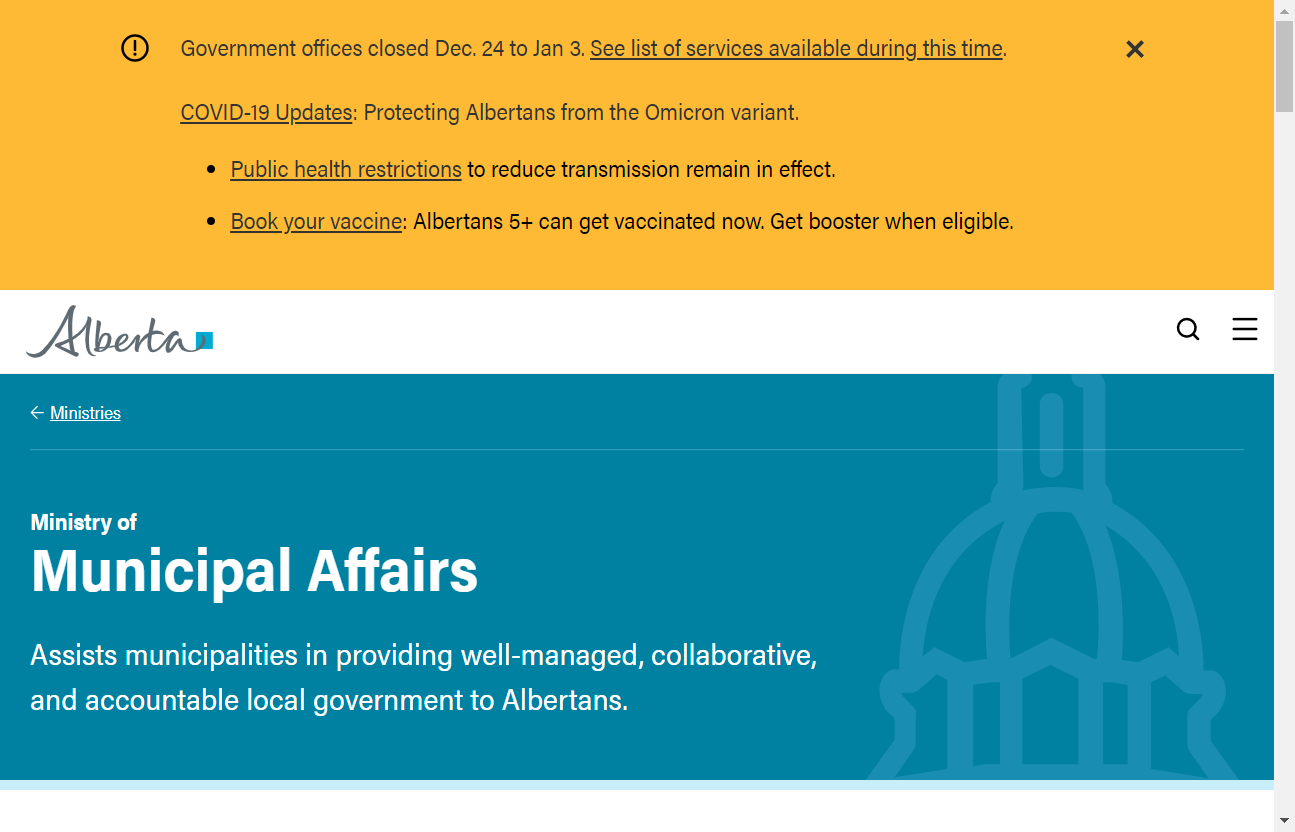 Government offices closed Dec. 24 to Jan 3. See list of services available during this time.
COVID-19 Updates: Protecting Albertans from the Omicron variant.
Public health restrictions to reduce transmission remain in effect.
Book your vaccine: Albertans 5+ can get vaccinated now. Get booster when eligible.
Alberta
Ministries
Ministry of
Municipal Affairs
Assists municipalities in providing well-managed, collaborative,
and accountable local government to Albertans.